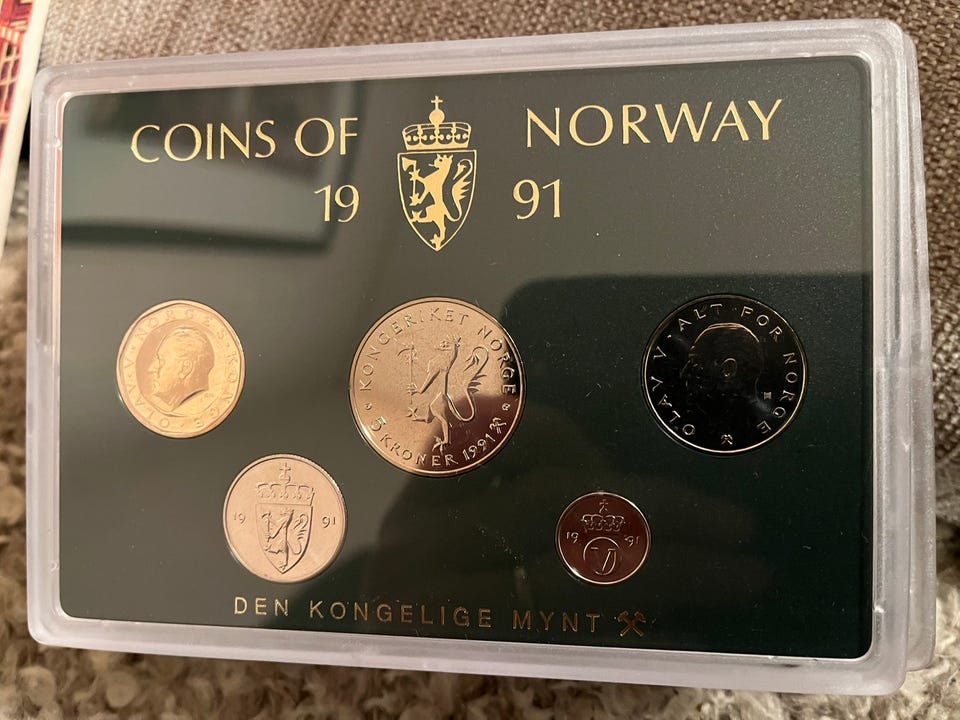 COINS OF NORWAY
19 91
OLAV V · NORGES · KONGE
· KONGERIKET NORGE ·
5 KRONER 1991
OLAV V ALT FOR NORGE
19 91
19 91
V
DEN KONGELIGE MYNT